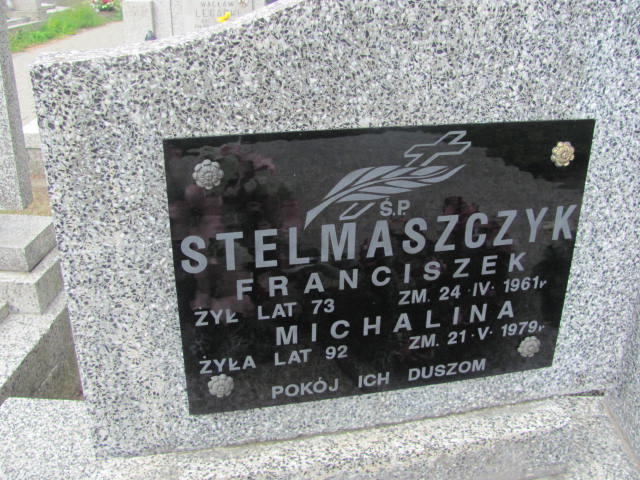 WACŁAW
Ś.P.
STELMASZCZYK
FRANCISZEK
ŻYŁ LAT 73 ZM. 24·IV·1961r
MICHALINA
ŻYŁA LAT 92 ZM. 21·V·1979r
POKÓJ ICH DUSZOM